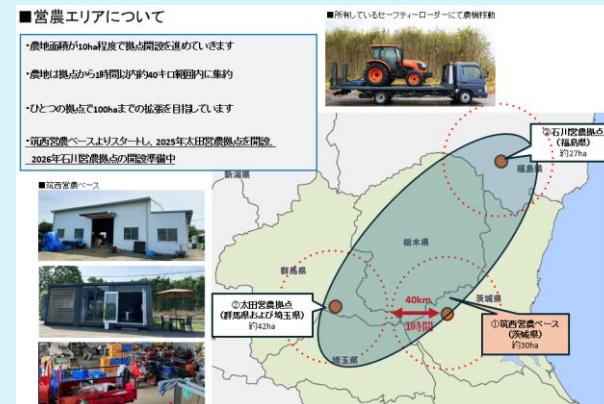 ■営農エリアについて
・農地面積が10ha程度で拠点開設を進めていきます
・農地は拠点から1時間以内約40キロ範囲内に集約
・ひとつの拠点で100haまでの拡張を目指しています
・筑西営農ベースよりスタートし、2025年太田営農拠点を開設、
2026年石川営農拠点の開設準備中
■所有しているセーフティーローダーにて農機移動
■筑西営農ベース
③石川営農拠点
(福島県)
約27ha
福島県
新潟県
栃木県
群馬県
②太田営農拠点
(群馬県および埼玉県)
約42ha
40km
1時間
茨城県
①筑西営農ベース
(茨城県)
約30ha
埼玉県